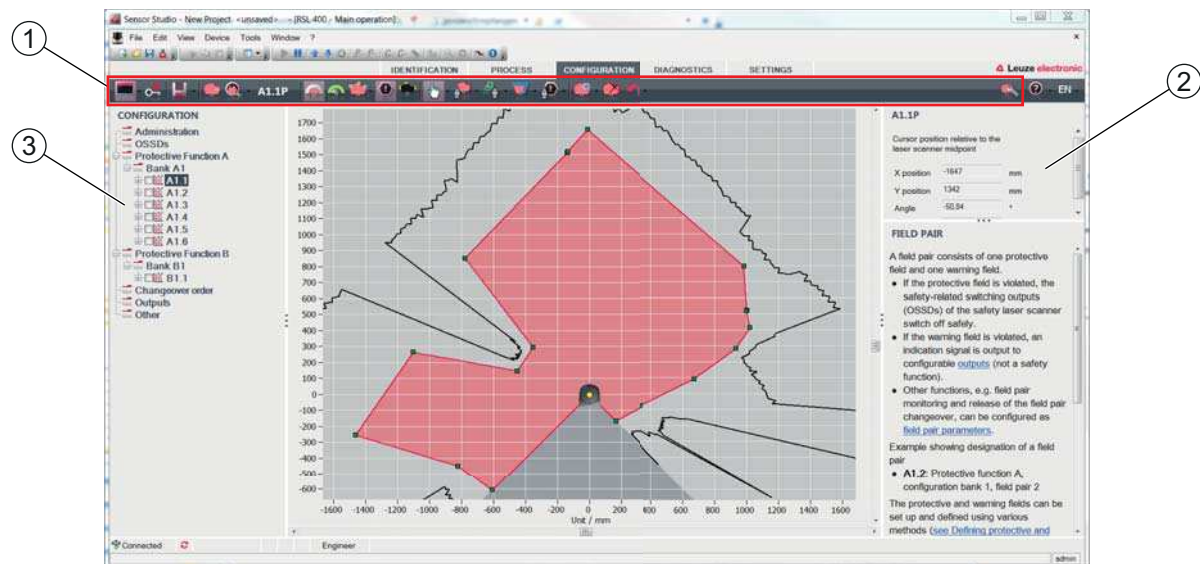 Sensor Studio - New Project <unsaved> - [RSL 400 - Main operation]
File Edit View Device Tools Window ?
IDENTIFICATION PROCESS CONFIGURATION DIAGNOSTICS SETTINGS
Leuze electronic
1
A1.1P
EN
2
3
CONFIGURATION
Administration
OSSDs
Protective Function A
Bank A1
A1.1
A1.2
A1.3
A1.4
A1.5
A1.6
Protective Function B
Bank B1
B1.1
Changeover order
Outputs
Other
1700
1600
1500
1400
1300
1200
1100
1000
900
800
700
600
500
400
300
200
100
0
-100
-200
-300
-400
-500
-600
-1600 -1400 -1200 -1000 -800 -600 -400 -200 0 200 400 600 800 1000 1200 1400 1600
Unit / mm
A1.1P
Cursor position relative to the
laser scanner midpoint
X position -1647 mm
Y position 1342 mm
Angle -50,84 °
FIELD PAIR
A field pair consists of one protective
field and one warning field.
• If the protective field is violated, the
safety-related switching outputs
(OSSDs) of the safety laser scanner
switch off safely.
• If the warning field is violated, an
indication signal is output to
configurable outputs (not a safety
function).
• Other functions, e.g. field pair
monitoring and release of the field pair
changeover, can be configured as
field pair parameters.
Example showing designation of a field
pair
• A1.2: Protective function A,
configuration bank 1, field pair 2
The protective and warning fields can be
set up and defined using various
methods (see Defining protective and
Connected
Engineer
admin